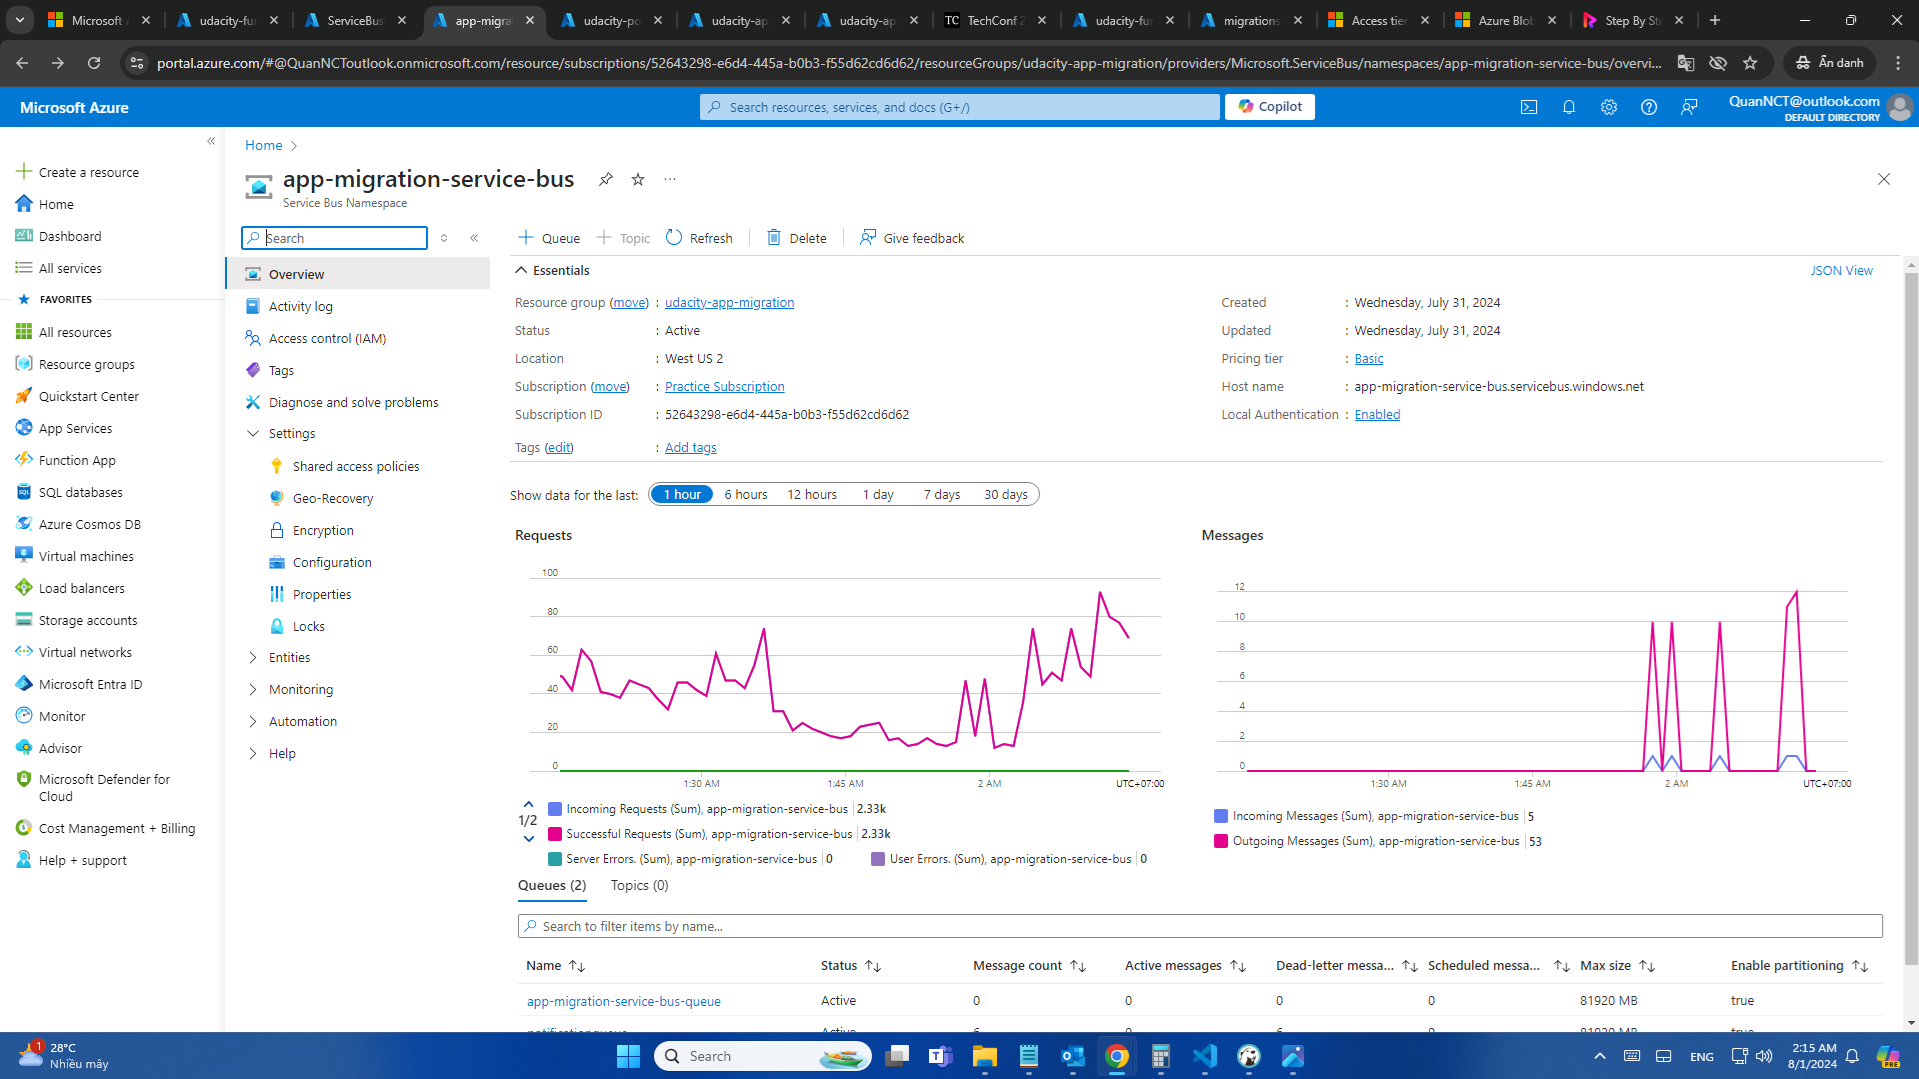 Microsoft A
udacity-fur
ServiceBus
app-migrat
udacity-po
udacity-ap
udacity-ap
TC TechConf 2
udacity-fur
migrations
Access tier
Azure Blob
Step By Ste
portal.azure.com/#@QuanNCToutlook.onmicrosoft.com/resource/subscriptions/52643298-e6d4-445a-b0b3-f55d62cd6d62/resourceGroups/udacity-app-migration/providers/Microsoft.ServiceBus/namespaces/app-migration-service-bus/overvi...
Ẩn danh
Microsoft Azure
Search resources, services, and docs (G+/)
Copilot
QuanNCT@outlook.com
DEFAULT DIRECTORY
Create a resource
Home
Dashboard
All services
FAVORITES
All resources
Resource groups
Quickstart Center
App Services
Function App
SQL databases
Azure Cosmos DB
Virtual machines
Load balancers
Storage accounts
Virtual networks
Microsoft Entra ID
Monitor
Advisor
Microsoft Defender for
Cloud
Cost Management + Billing
Help + support
Home
app-migration-service-bus
Service Bus Namespace
Search
Overview
Activity log
Access control (IAM)
Tags
Diagnose and solve problems
Settings
Shared access policies
Geo-Recovery
Encryption
Configuration
Properties
Locks
Entities
Monitoring
Automation
Help
Queue
Topic
Refresh
Delete
Give feedback
Essentials
JSON View
Resource group (move) : udacity-app-migration
Status : Active
Location : West US 2
Subscription (move) : Practice Subscription
Subscription ID : 52643298-e6d4-445a-b0b3-f55d62cd6d62
Tags (edit) : Add tags
Created : Wednesday, July 31, 2024
Updated : Wednesday, July 31, 2024
Pricing tier : Basic
Host name : app-migration-service-bus.servicebus.windows.net
Local Authentication : Enabled
Show data for the last: 1 hour 6 hours 12 hours 1 day 7 days 30 days
Requests
100
80
60
40
20
0
1:30 AM 1:45 AM 2 AM UTC+07:00
1/2
Incoming Requests (Sum), app-migration-service-bus 2.33k
Successful Requests (Sum), app-migration-service-bus 2.33k
Server Errors. (Sum), app-migration-service-bus 0
User Errors. (Sum), app-migration-service-bus 0
Messages
12
10
8
6
4
2
0
1:30 AM 1:45 AM 2 AM UTC+07:00
Incoming Messages (Sum), app-migration-service-bus 5
Outgoing Messages (Sum), app-migration-service-bus 53
Queues (2) Topics (0)
Search to filter items by name...
Name Status Message count Active messages Dead-letter messa... Scheduled messa... Max size Enable partitioning
app-migration-service-bus-queue Active 0 0 0 0 81920 MB true
notificationqueue Active 6 0 6 0 81920 MB true
1
28°C
Nhiều mây
Search
PRE
ENG
2:15 AM
8/1/2024